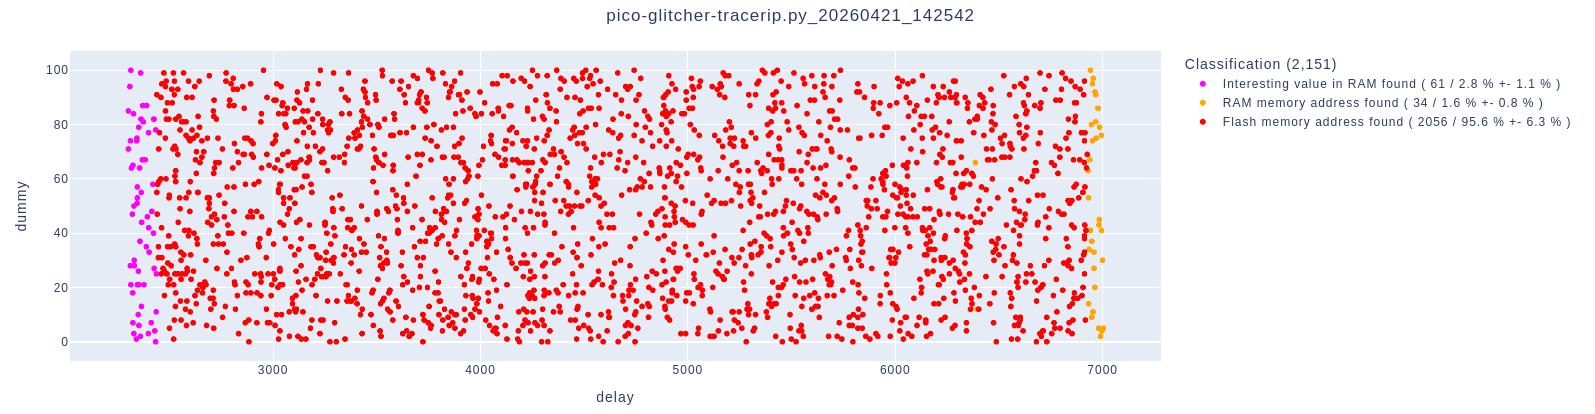 pico-glitcher-tracerip.py_20260421_142542
Classification (2,151)
Interesting value in RAM found ( 61 / 2.8 % +- 1.1 % )
RAM memory address found ( 34 / 1.6 % +- 0.8 % )
Flash memory address found ( 2056 / 95.6 % +- 6.3 % )
dummy
100
80
60
40
20
0
3000 4000 5000 6000 7000
delay